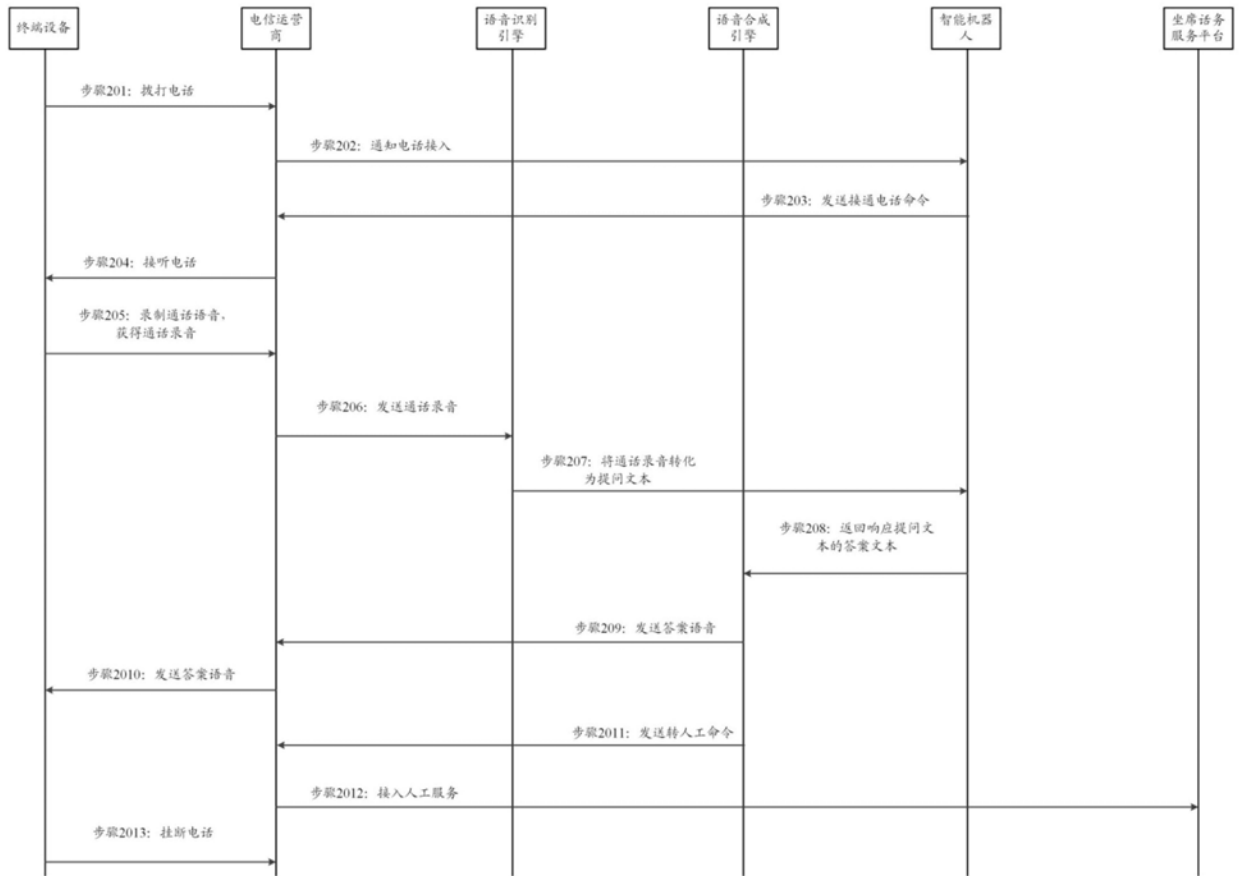 终端设备
电信运营
商
语音识别
引擎
语音合成
引擎
智能机器
人
坐席话务
服务平台
步骤201：拨打电话
步骤202：通知电话接入
步骤203：发送接通电话命令
步骤204：接听电话
步骤205：录制通话语音，
获得通话录音
步骤206：发送通话录音
步骤207：将通话录音转化
为提问文本
步骤208：返回响应提问文
本的答案文本
步骤209：发送答案语音
步骤2010：发送答案语音
步骤2011：发送转人工命令
步骤2012：接入人工服务
步骤2013：挂断电话